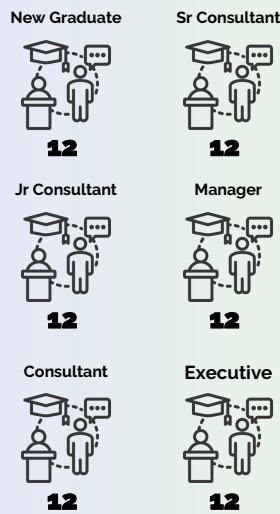 New Graduate
12
Jr Consultant
12
Consultant
12
Sr Consultant
12
Manager
12
Executive
12